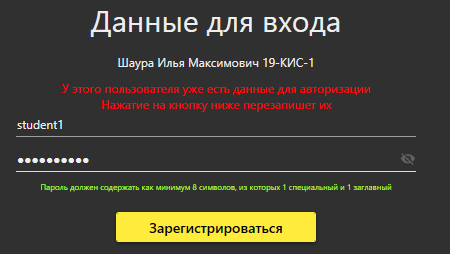 Данные для входа
Шаура Илья Максимович 19-КИС-1
У этого пользователя уже есть данные для авторизации
Нажатие на кнопку ниже перезапишет их
student1
••••••••••
Пароль должен содержать как минимум 8 символов, из которых 1 специальный и 1 заглавный
Зарегистрироваться